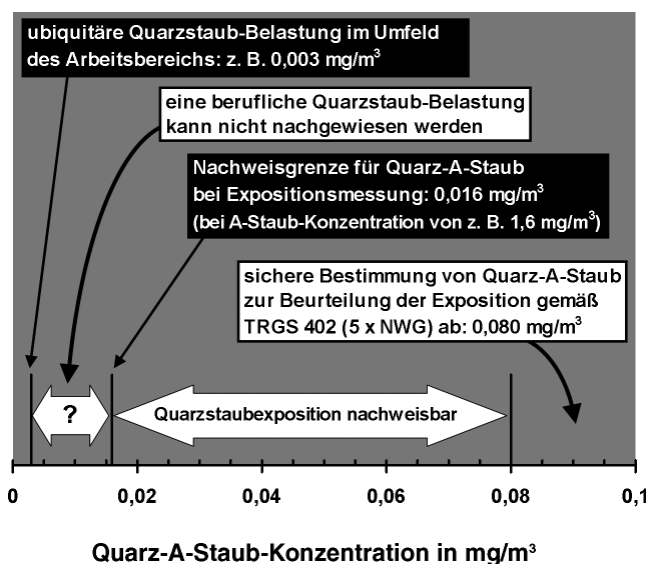 ubiquitäre Quarzstaub-Belastung im Umfeld
des Arbeitsbereichs: z. B. 0,003 mg/m³
eine berufliche Quarzstaub-Belastung
kann nicht nachgewiesen werden
Nachweisgrenze für Quarz-A-Staub
bei Expositionsmessung: 0,016 mg/m³
(bei A-Staub-Konzentration von z. B. 1,6 mg/m³)
sichere Bestimmung von Quarz-A-Staub
zur Beurteilung der Exposition gemäß
TRGS 402 (5 x NWG) ab: 0,080 mg/m³
? Quarzstaubexposition nachweisbar
0 0,02 0,04 0,06 0,08 0,1
Quarz-A-Staub-Konzentration in mg/m³